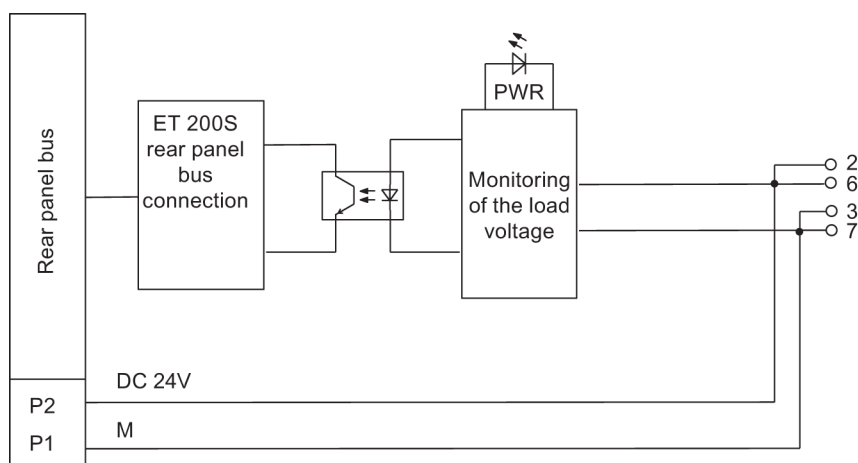 Rear panel bus
ET 200S
rear panel
bus
connection
PWR
Monitoring
of the load
voltage
2
6
3
7
DC 24V
P2
M
P1